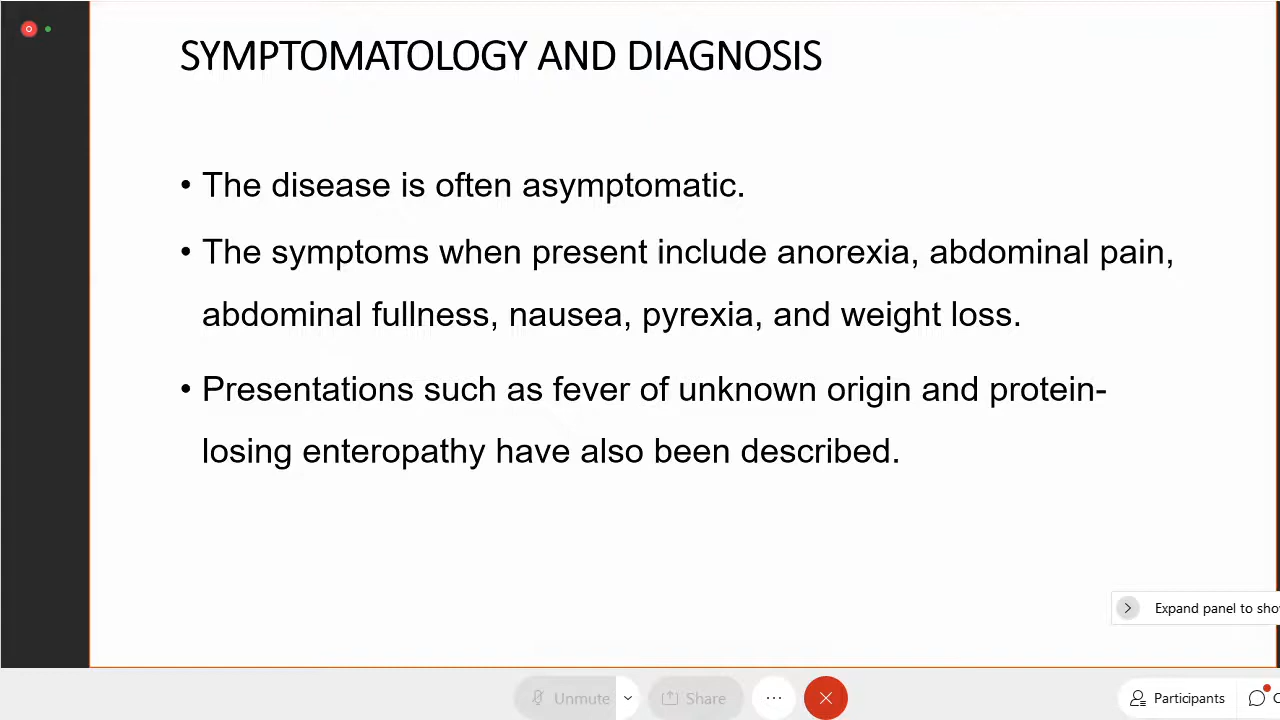 SYMPTOMATOLOGY AND DIAGNOSIS
• The disease is often asymptomatic.
• The symptoms when present include anorexia, abdominal pain,
abdominal fullness, nausea, pyrexia, and weight loss.
• Presentations such as fever of unknown origin and protein-
losing enteropathy have also been described.
Expand panel to sho
Unmute
Share
Participants